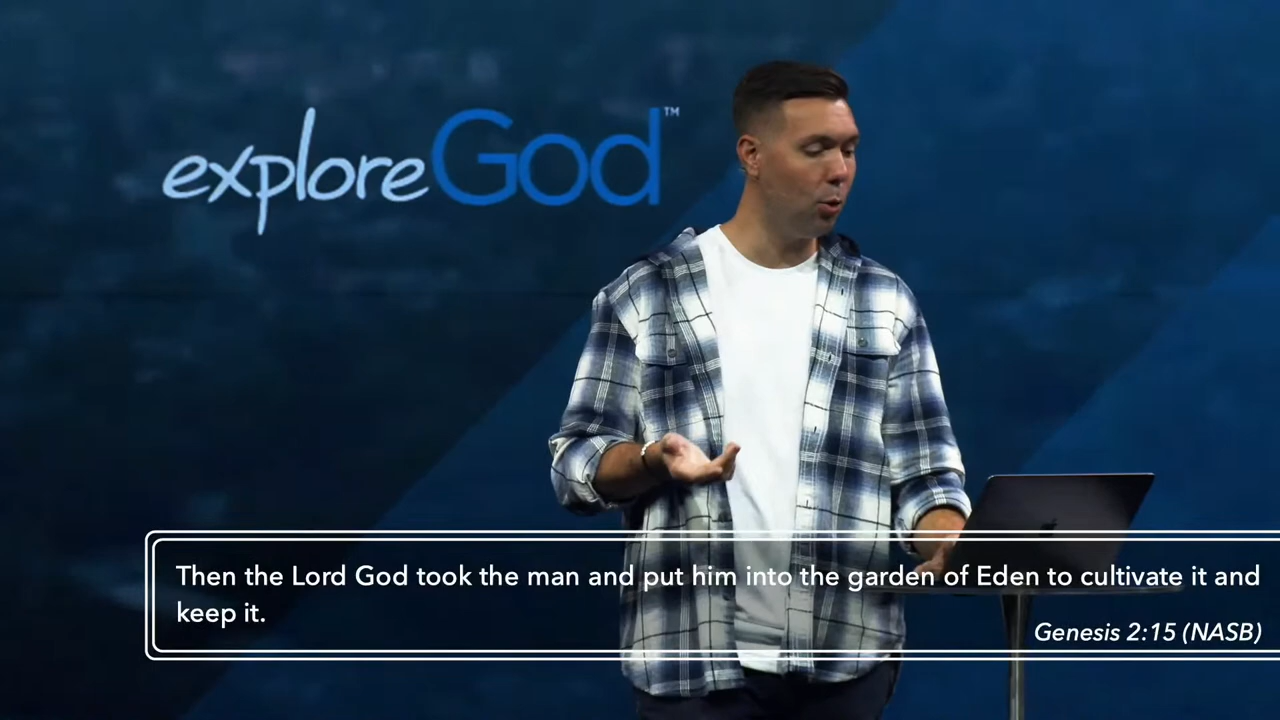 exploreGod™
Then the Lord God took the man and put him into the garden of Eden to cultivate it and
keep it.
Genesis 2:15 (NASB)